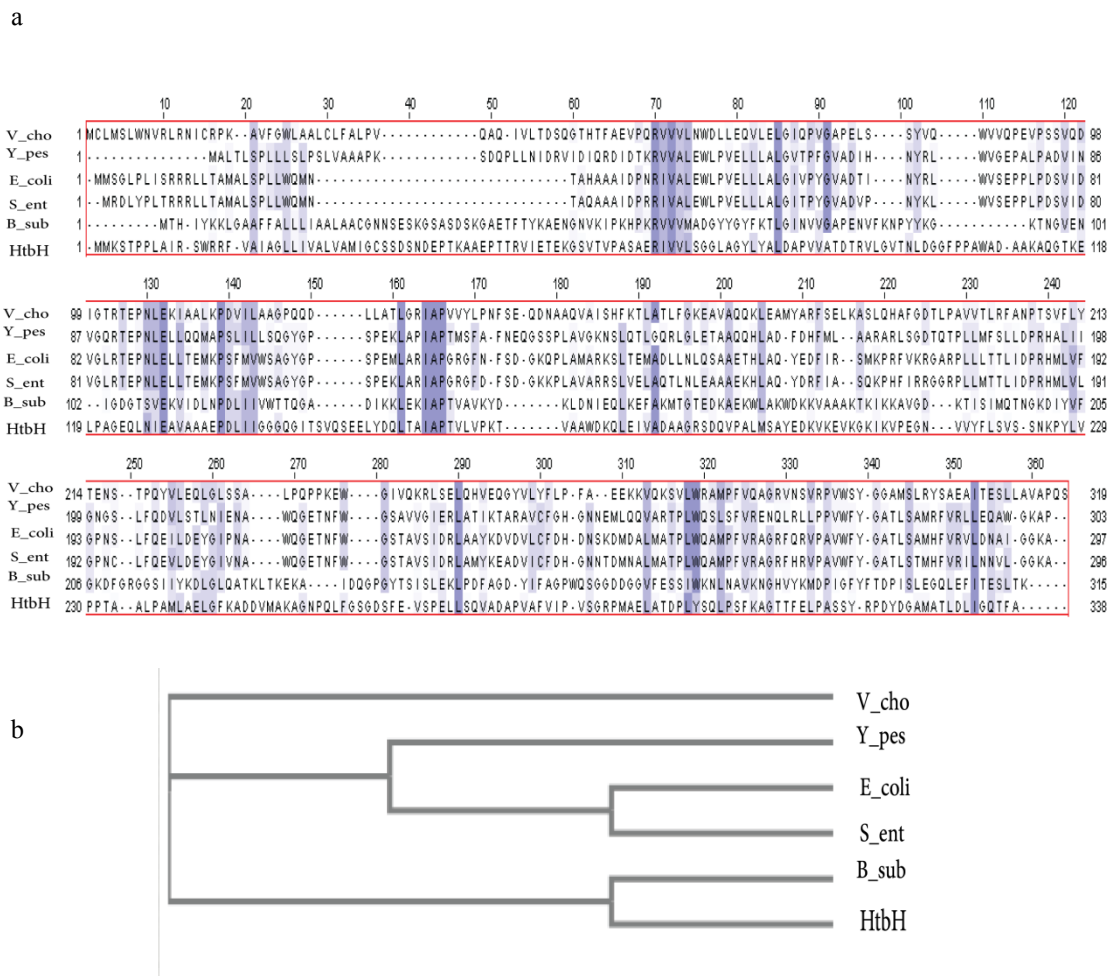 a
10 20 30 40 50 60 70 80 90 100 110 120
V_cho 1 MCLMSLWNVRLRNICRPK--AVFGWLAALCLFALPV------------QAQ-IVLTDSQGTHTFAEVPQRVVVLNWDLLEQVLELGIQPVGAPELS---SYVQ-----WVVQPEVPSSVQD 98
Y_pes 1 ---------------MALTLSPLLLSLPSLVAAAPK------------SDQPLLNIDRVIDIQRDIDTKRVVALEWLPVELLLALGVTPFGVADIH---NYRL-----WVGEPALPADVIN 86
E_coli 1 -MMSGLPLISRRRLLTAMALSPLLWQMN-------------------------------TAHAAAIDPNRIVALEWLPVELLLALGIVPYGVADTI---NYRL-----WVSEPPLPDSVID 81
S_ent 1 --MRDLYPLTRRRLLTAMALSPLLWQMN-------------------------------TAQAAAIDPNRIVALEWLPVELLLALGITPYGVADVP---NYKL-----WVSEPPLPADVID 80
B_sub 1 ---------MTH-IYKKLGAAFFALLLIAALAACGNNSESKGSASDSKGAETFTYKAENGNVKIPKHPKRVVVMADGYYGYFKTLGINVVGAPENVFKNPYYKG---------KTNGVEN 101
HtbH 1 -MMKSTPPLAIR-SWRRF-VAIAGLLIVALVAMIGCSSDSNDEPTKAAEPTTRVIETEKGSVTVPASAERIVVLSGGLAGYLYALDAPVVATDTRVLGVTNLDGGFPPAWAD-AAKAQGTKE 118
130 140 150 160 170 180 190 200 210 220 230 240
V_cho 99 IGTRTEPNLEKIAALKPDVILAAGPQQD------LLATLGRIAPVVYLPNFSE-QDNAAQVAISHFKTLATLFGKEAVAQQKLEAMYARFSELKASLQHAFGDTLPAVVTLRFANPTSVFLY 213
Y_pes 87 VGQRTEPNLELLQQMAPSLILLSQGYGP------SPEKLAPIAPTMSFA-FNEQGSSPLAVGKNSLQTLGQRLGLETAAQQHLAD-FDHFML--AARARLSGDTQTPLLMFSLLDPRHALII 198
E_coli 82 VGLRTEPNLELLTEMKPSFMVWSAGYGP------SPEMLARIAPGRGFN-FSD-GKQPLAMARKSLTEMADLLNLQSAAETHLAQ-YEDFIR--SMKPRFVKRGARPLLLTTLIDPRHMLVF 192
S_ent 81 VGLRTEPNLELLTEMKPSFMVWSAGYGP------SPEKLARIAPGRGFD-FSD-GKKPLAVARRSLVELAQTLNLEAAAEKHLAQ-YDRFIA--SQKPHFIRRGGRPLLMTTLIDPRHMLVL 191
B_sub 102 --IGDGTSVEKVIDLNPDLIIVWTTQGA-----DIKKLEKIAPTVAVKYD--------KLDNIEQLKEFAKMTGTEDKAEKWLAKWDKKVAAAKTKIKKAVGD---KTISIMQTNGKDIYVF 205
HtbH 119 LPAGEQLNIEAVAAAEPDLIIGGGQGITSVQSEELYDQLTAIAPTVLVPKT--------VAAWDKQLEIVADAAGRSDQVPALMSAYEDKVKEVKGKIKVPEGN---VVYFLSVS-SNKPYLV 229
250 260 270 280 290 300 310 320 330 340 350 360
V_cho 214 TENS--TPQYVLEQLGLSSA----LPQPPKEW---GIVQKRLSELQHVEQGYVLYFLP-FA--EEKKVQKSVLWRAMPFVQAGRVNSVRPVWSY-GGAMSLRYSAEAITESLLAVAPQS 319
Y_pes 199 GNGS--LFQDVLSTLNIENA----WQGETNFW---GSAVVGIERLATIKTARAVCFGH-GNNEMLQQVARTPLWQSLSFVRENQLRLLPPVWFY-GATLSAMRFVRLLEQAW-GKAP-- 303
E_coli 193 GPNS--LFQEILDEYGIPNA----WQGETNFW---GSTAVSIDRLAAYKDVDVLCFDH-DNSKDMDALMATPLWQAMPFVRAGRFQRVPAVWFY-GATLSAMHFVRVLDNAI-GGKA-- 297
S_ent 192 GPNC--LFQEVLDEYGIVNA----WQGETNFW---GSTAVSIDRLAMYKEADVICFDH-GNTTDMNALMATPLWQAMPFVRAGRFQRVPAVWFY-GATLSTMHFVRILNNVL-GGKA-- 296
B_sub 206 GKDFGRGGSIIYKDLGLQATKLTKEKA---IDQGPGYTSISLEKLPDFAGD-YIFAGPWQSGGDDGGVFESSIWKNLNAVKNGHVYKMDPIGFYFTDPISLEGQLEFITESLTK----- 315
HtbH 230 PPTA--ALPAMLAELGFKADDVMAKAGNPQLFGSGDSFE-VSPELLSQVADAPVAFVIP-VSGRPMAELATDPLYSQLPSFKAGTTFELPASSY-RPDYDGAMATLDLIGQTFA----- 338
b
V_cho
Y_pes
E_coli
S_ent
B_sub
HtbH